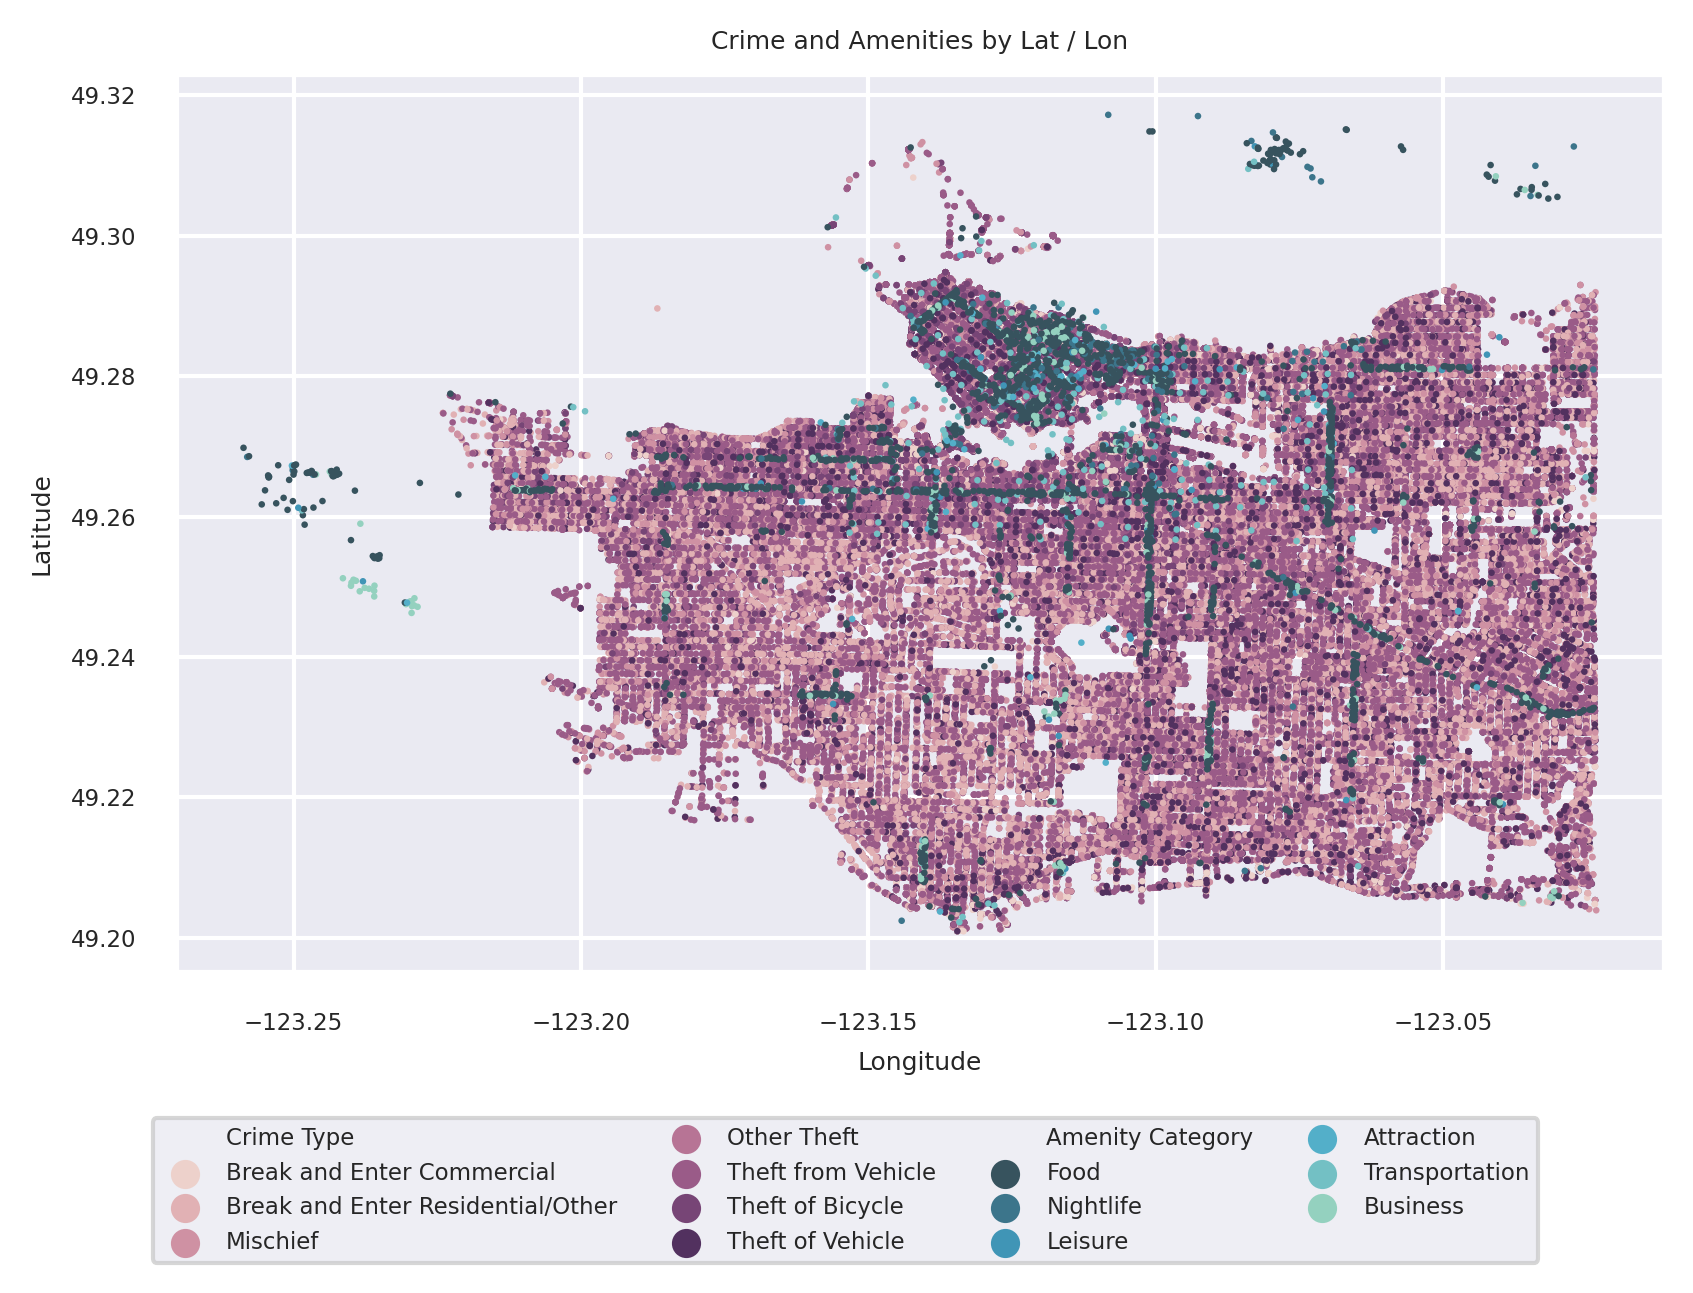 Crime and Amenities by Lat / Lon
49.32
49.30
49.28
49.26
49.24
49.22
49.20
Latitude
−123.25 −123.20 −123.15 −123.10 −123.05
Longitude
Crime Type
Break and Enter Commercial
Break and Enter Residential/Other
Mischief
Other Theft
Theft from Vehicle
Theft of Bicycle
Theft of Vehicle
Amenity Category
Food
Nightlife
Leisure
Attraction
Transportation
Business